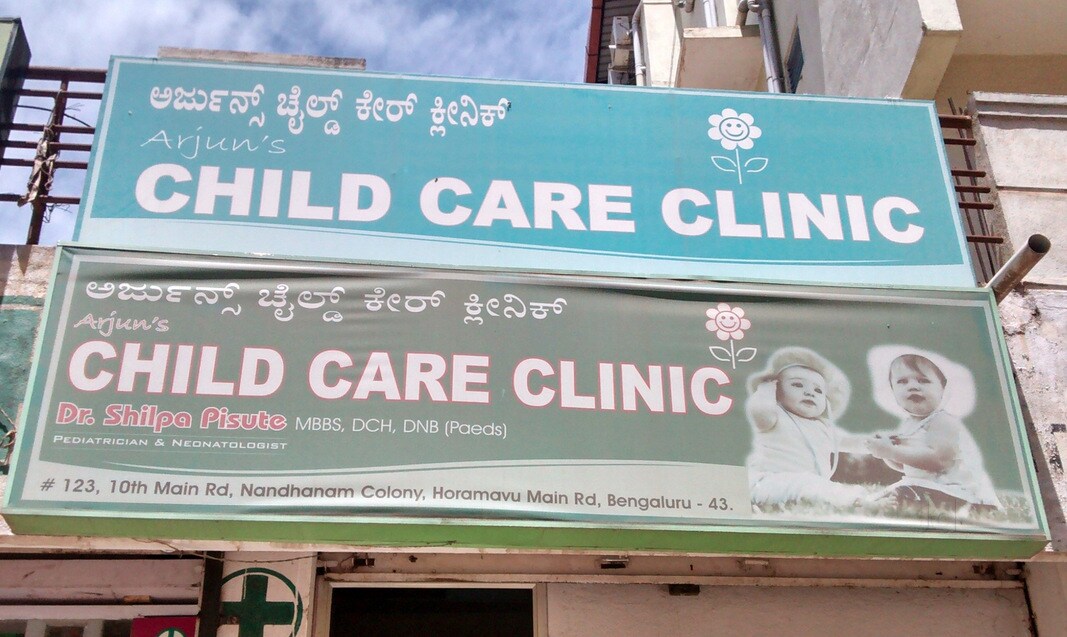 ಅರ್ಜುನ್ಸ್ ಚೈಲ್ಡ್ ಕೇರ್ ಕ್ಲೀನಿಕ್
Arjun's
CHILD CARE CLINIC
ಅರ್ಜುನ್ಸ್ ಚೈಲ್ಡ್ ಕೇರ್ ಕ್ಲೀನಿಕ್
Arjun's
CHILD CARE CLINIC
Dr. Shilpa Pisute MBBS, DCH, DNB (Paeds)
PEDIATRICIAN & NEONATOLOGIST
# 123, 10th Main Rd, Nandhanam Colony, Horamavu Main Rd, Bengaluru - 43.